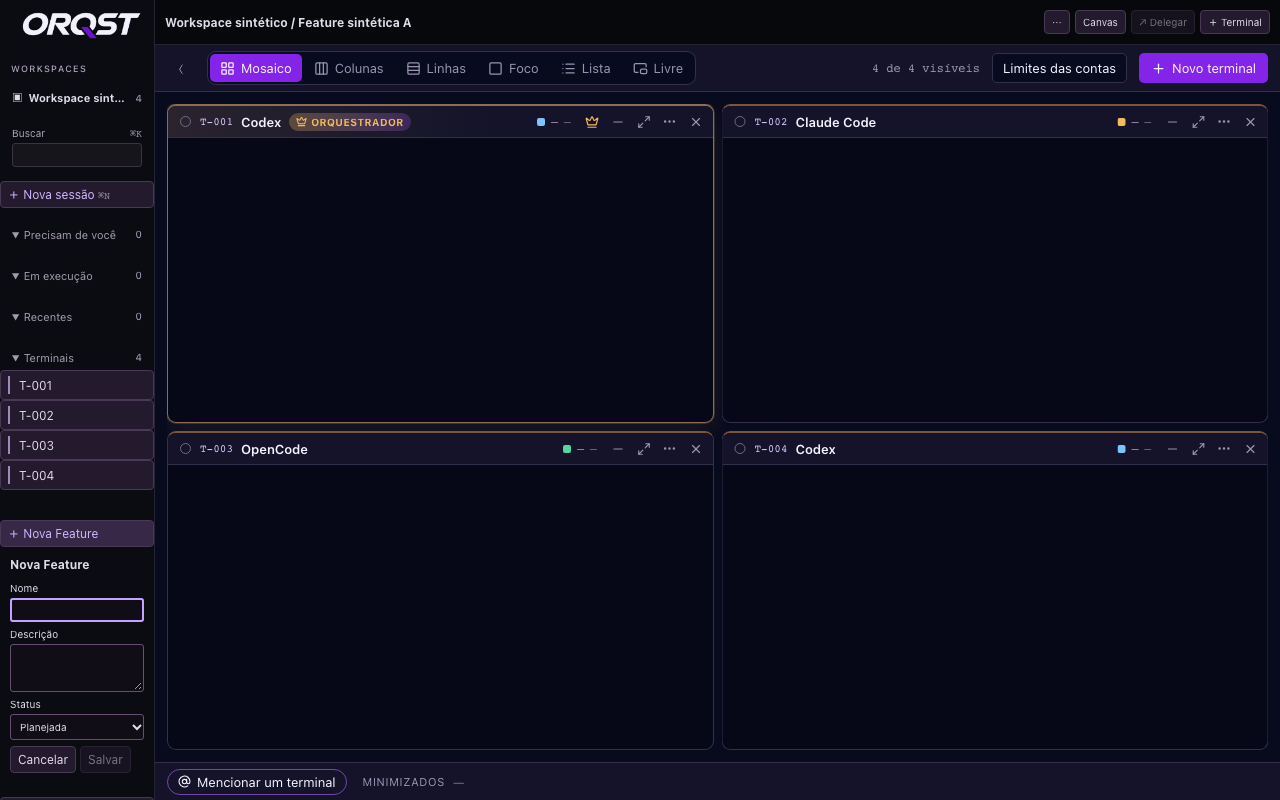 ORQST
Workspace sintético / Feature sintética A
···
Canvas
↗ Delegar
+ Terminal
WORKSPACES
Workspace sint... 4
Buscar ⌘K
+ Nova sessão ⌘N
▼ Precisam de você 0
▼ Em execução 0
▼ Recentes 0
▼ Terminais 4
T-001
T-002
T-003
T-004
+ Nova Feature
Nova Feature
Nome
Descrição
Status
Planejada
Cancelar Salvar
‹ Mosaico Colunas Linhas Foco Lista Livre
4 de 4 visíveis
Limites das contas
+ Novo terminal
T-001 Codex ORQUESTRADOR — —
T-002 Claude Code — —
T-003 OpenCode — —
T-004 Codex — —
@ Mencionar um terminal
MINIMIZADOS —